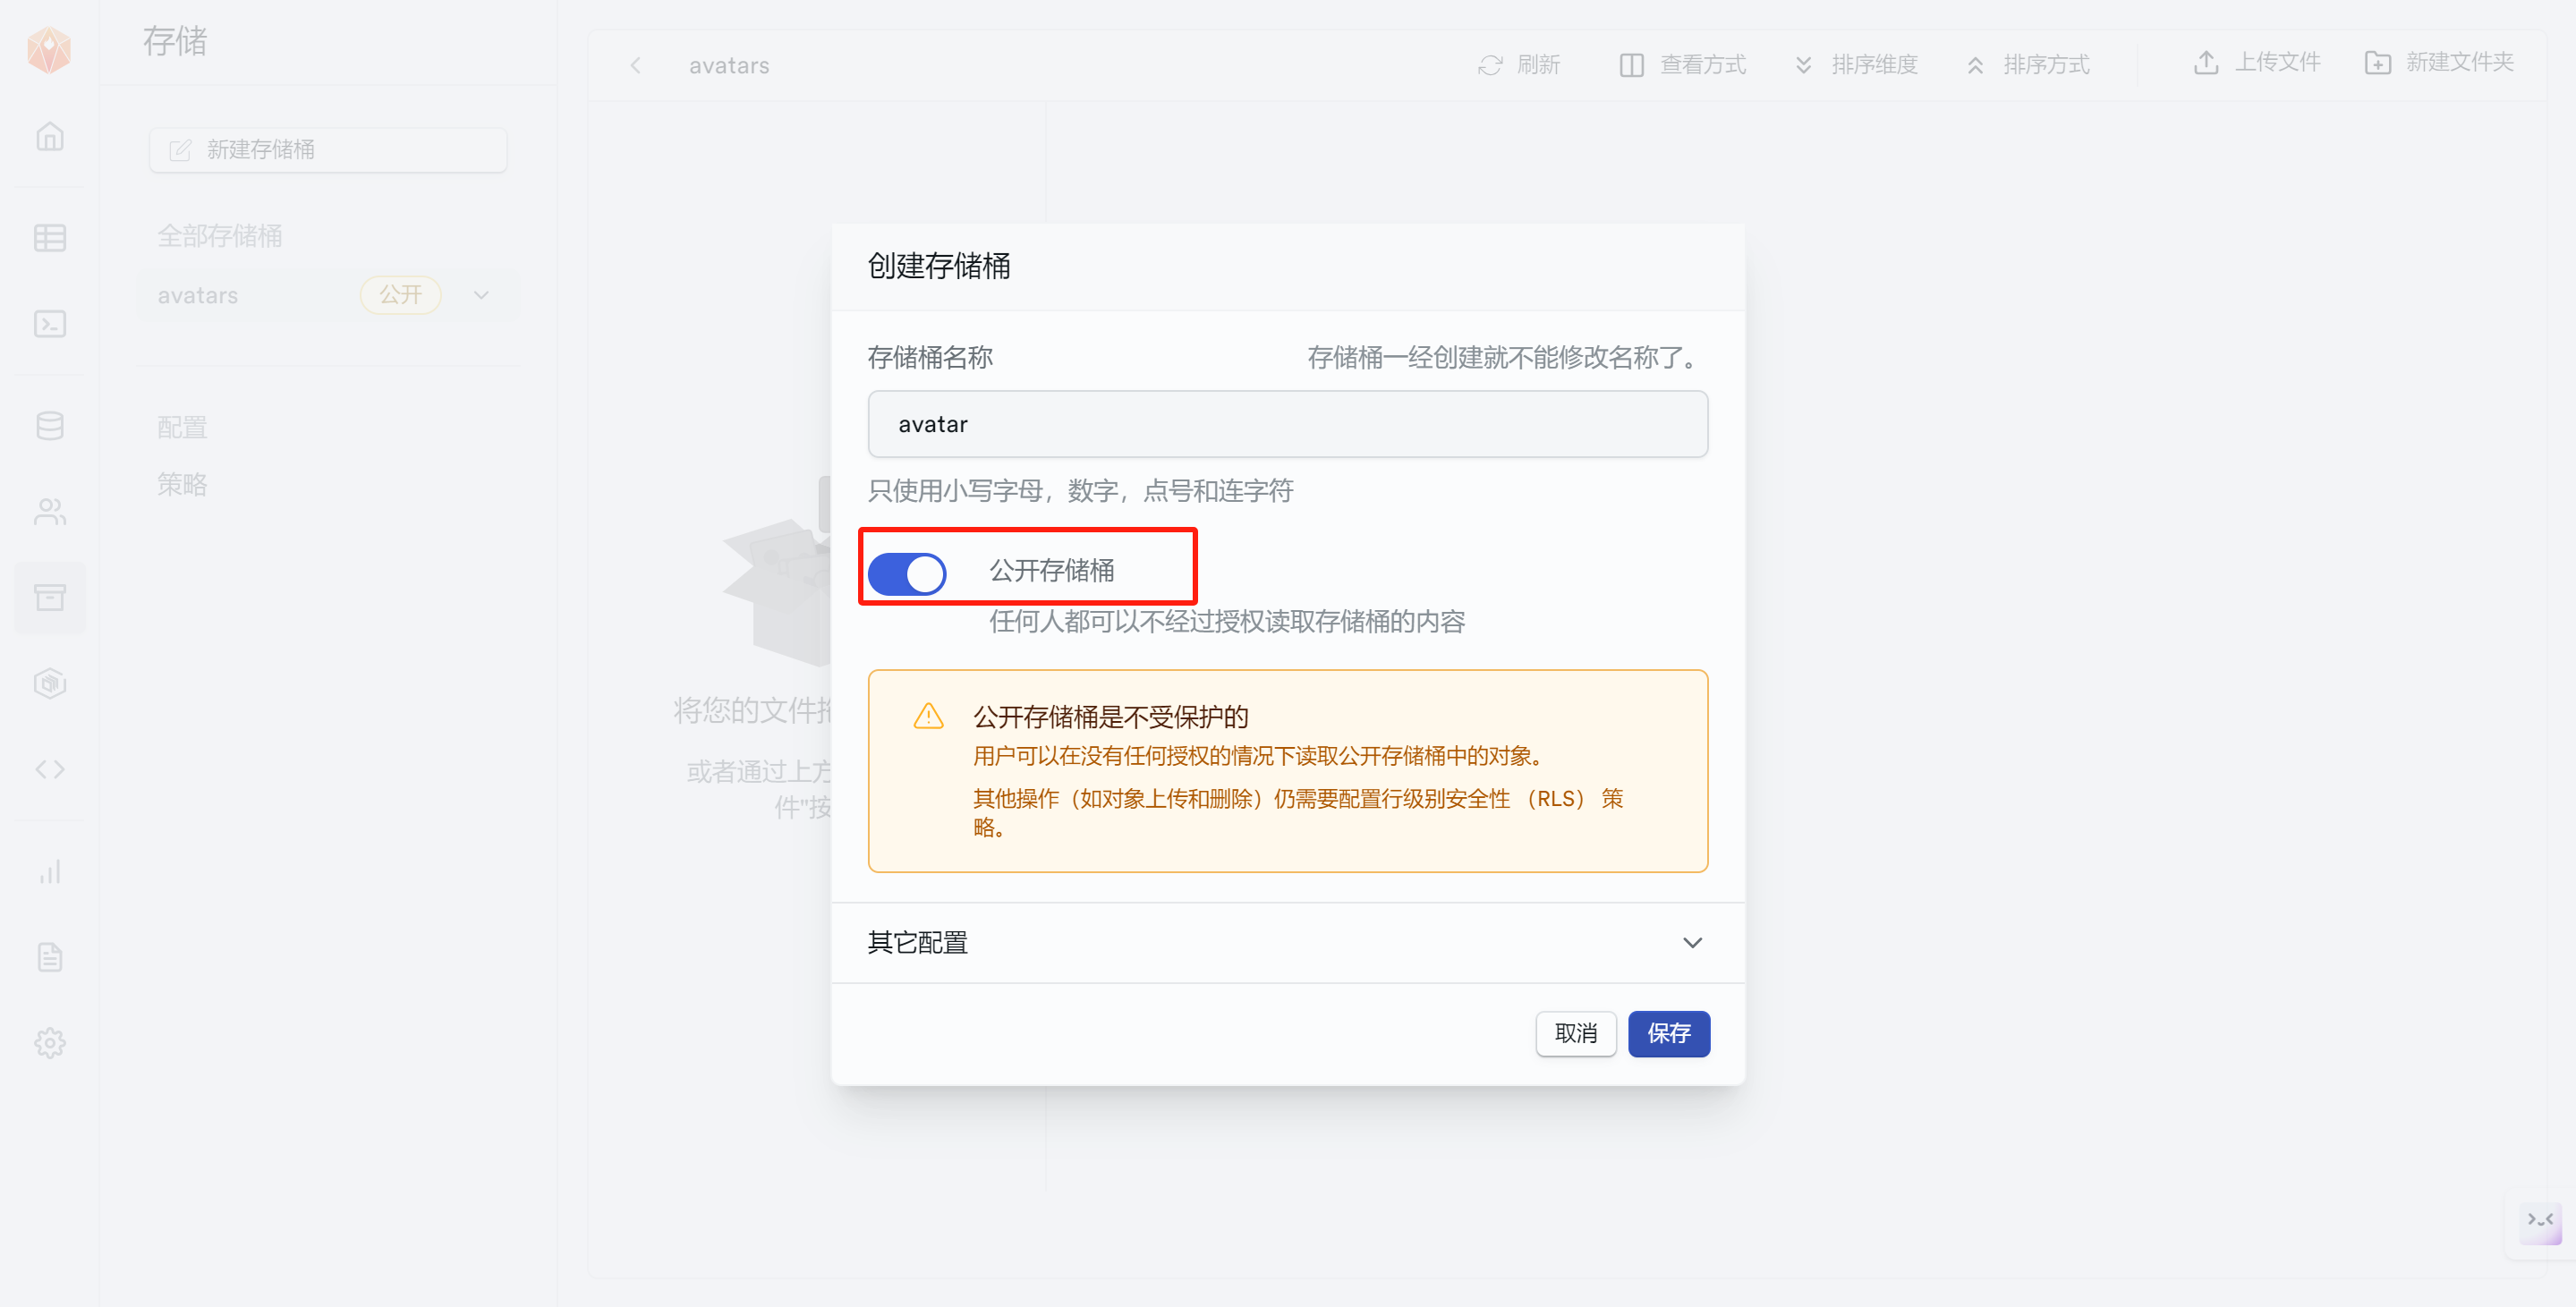 存储
新建存储桶
全部存储桶
avatars
公开
配置
策略
avatars
刷新
查看方式
排序维度
排序方式
上传文件
新建文件夹
将您的文件
或者通过上方
件"按
创建存储桶
存储桶名称
存储桶一经创建就不能修改名称了。
avatar
只使用小写字母，数字，点号和连字符
公开存储桶
任何人都可以不经过授权读取存储桶的内容
公开存储桶是不受保护的
用户可以在没有任何授权的情况下读取公开存储桶中的对象。
其他操作（如对象上传和删除）仍需要配置行级别安全性 （RLS） 策
略。
其它配置
取消
保存